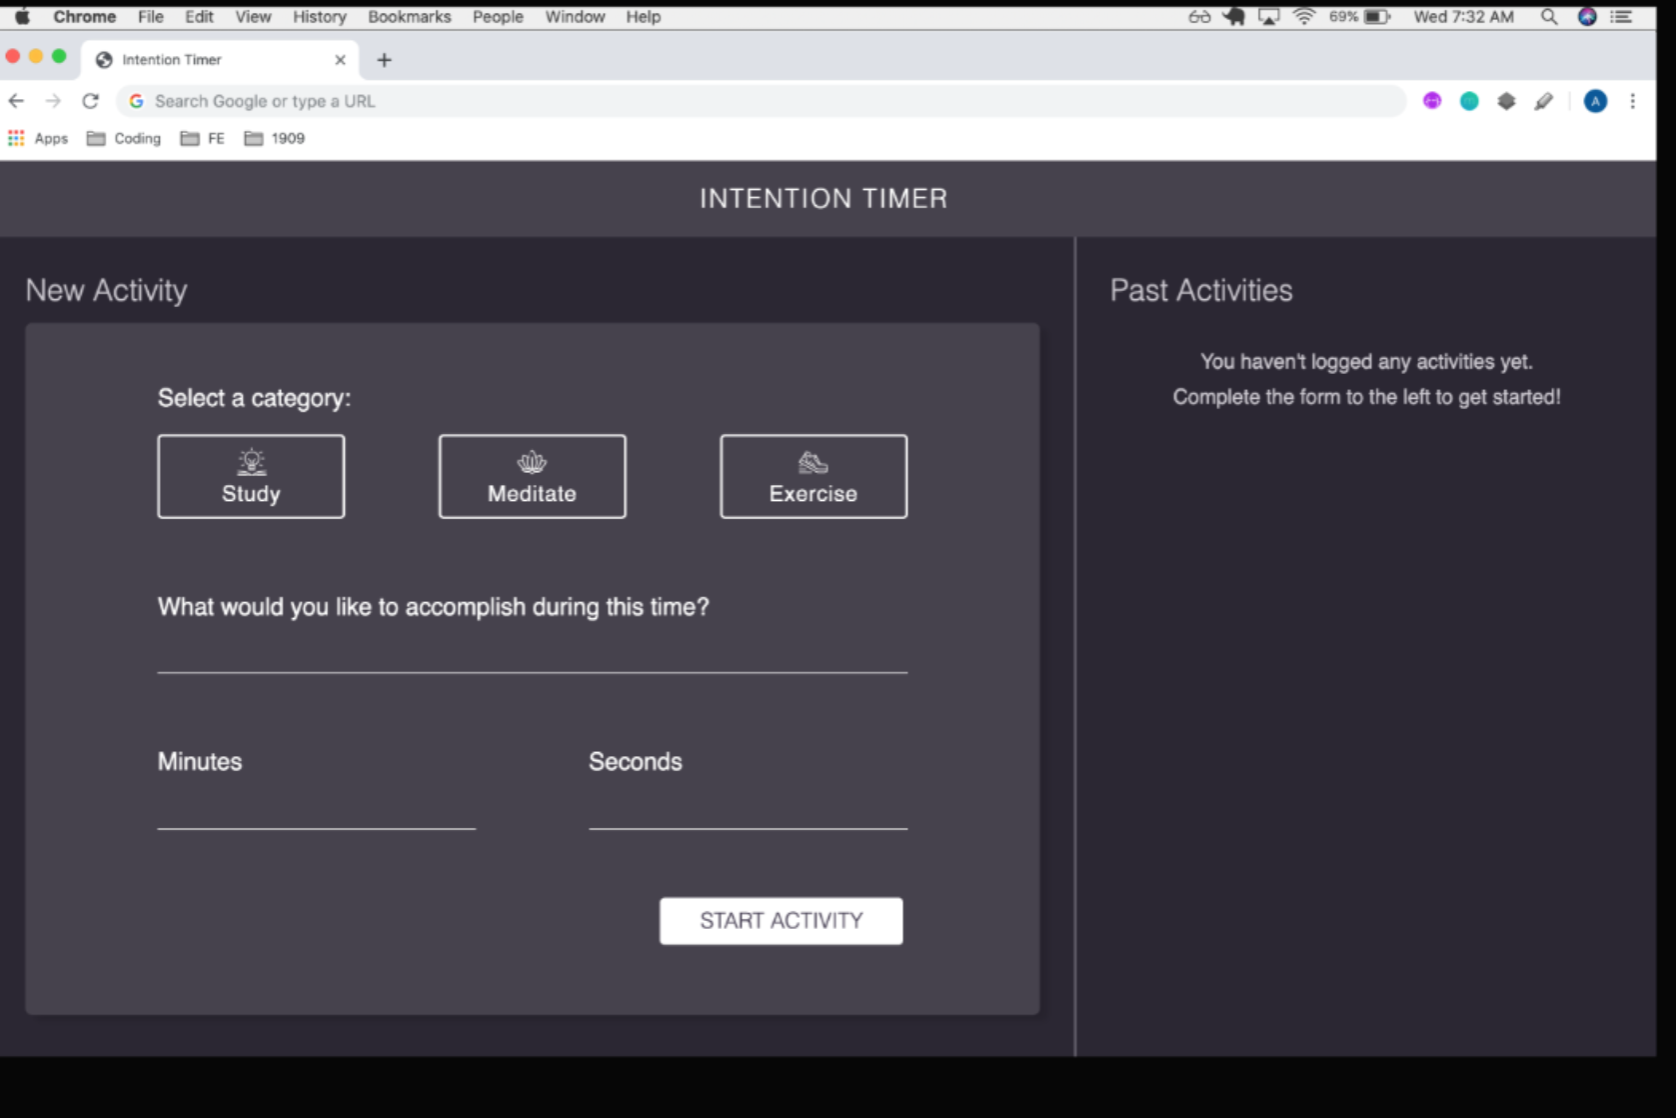 Chrome File Edit View History Bookmarks People Window Help 69% Wed 7:32 AM
Intention Timer
Search Google or type a URL
A
Apps Coding FE 1909
INTENTION TIMER
New Activity
Select a category:
Study Meditate Exercise
What would you like to accomplish during this time?
Minutes Seconds
START ACTIVITY
Past Activities
You haven't logged any activities yet.
Complete the form to the left to get started!